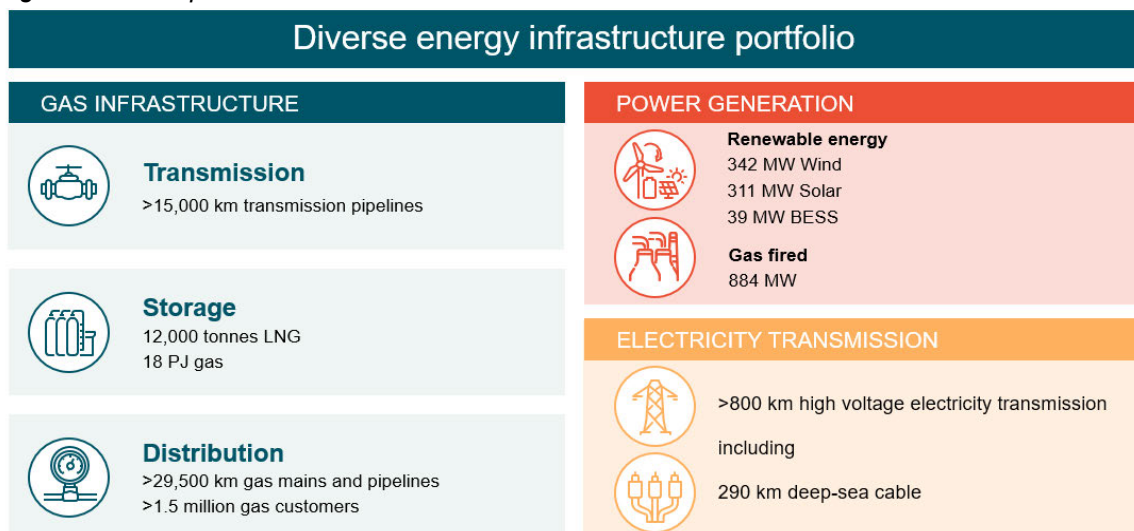 Diverse energy infrastructure portfolio
GAS INFRASTRUCTURE
Transmission
>15,000 km transmission pipelines
Storage
12,000 tonnes LNG
18 PJ gas
Distribution
>29,500 km gas mains and pipelines
>1.5 million gas customers
POWER GENERATION
Renewable energy
342 MW Wind
311 MW Solar
39 MW BESS
Gas fired
884 MW
ELECTRICITY TRANSMISSION
>800 km high voltage electricity transmission
including
290 km deep-sea cable